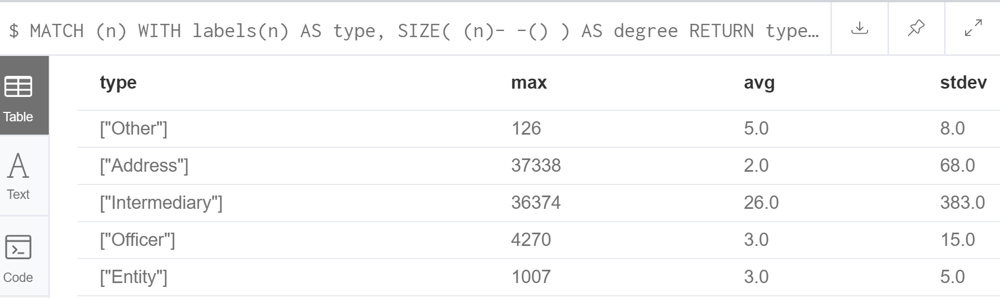 $ MATCH (n) WITH labels(n) AS type, SIZE( (n)- -() ) AS degree RETURN type…
Table
Text
Code
type max avg stdev
["Other"] 126 5.0 8.0
["Address"] 37338 2.0 68.0
["Intermediary"] 36374 26.0 383.0
["Officer"] 4270 3.0 15.0
["Entity"] 1007 3.0 5.0